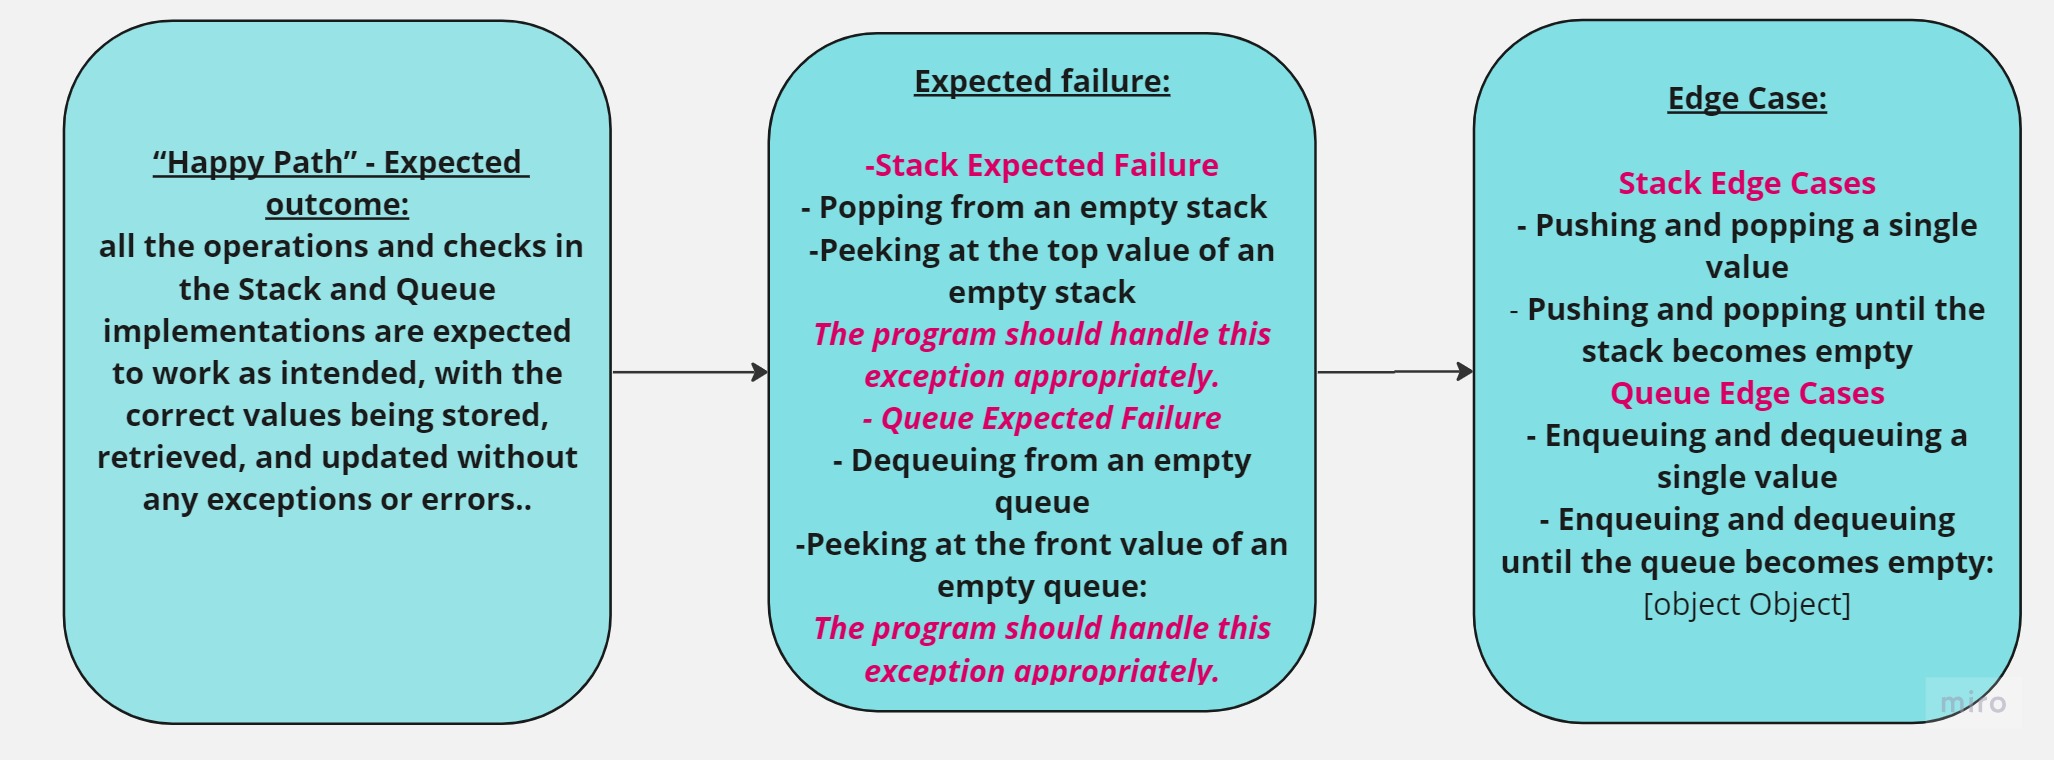 “Happy Path” - Expected
outcome:
all the operations and checks in
the Stack and Queue
implementations are expected
to work as intended, with the
correct values being stored,
retrieved, and updated without
any exceptions or errors..
Expected failure:
-Stack Expected Failure
- Popping from an empty stack
-Peeking at the top value of an
empty stack
The program should handle this
exception appropriately.
- Queue Expected Failure
- Dequeuing from an empty
queue
-Peeking at the front value of an
empty queue:
The program should handle this
exception appropriately.
Edge Case:
Stack Edge Cases
- Pushing and popping a single
value
- Pushing and popping until the
stack becomes empty
Queue Edge Cases
- Enqueuing and dequeuing a
single value
- Enqueuing and dequeuing
until the queue becomes empty:
[object Object]
miro